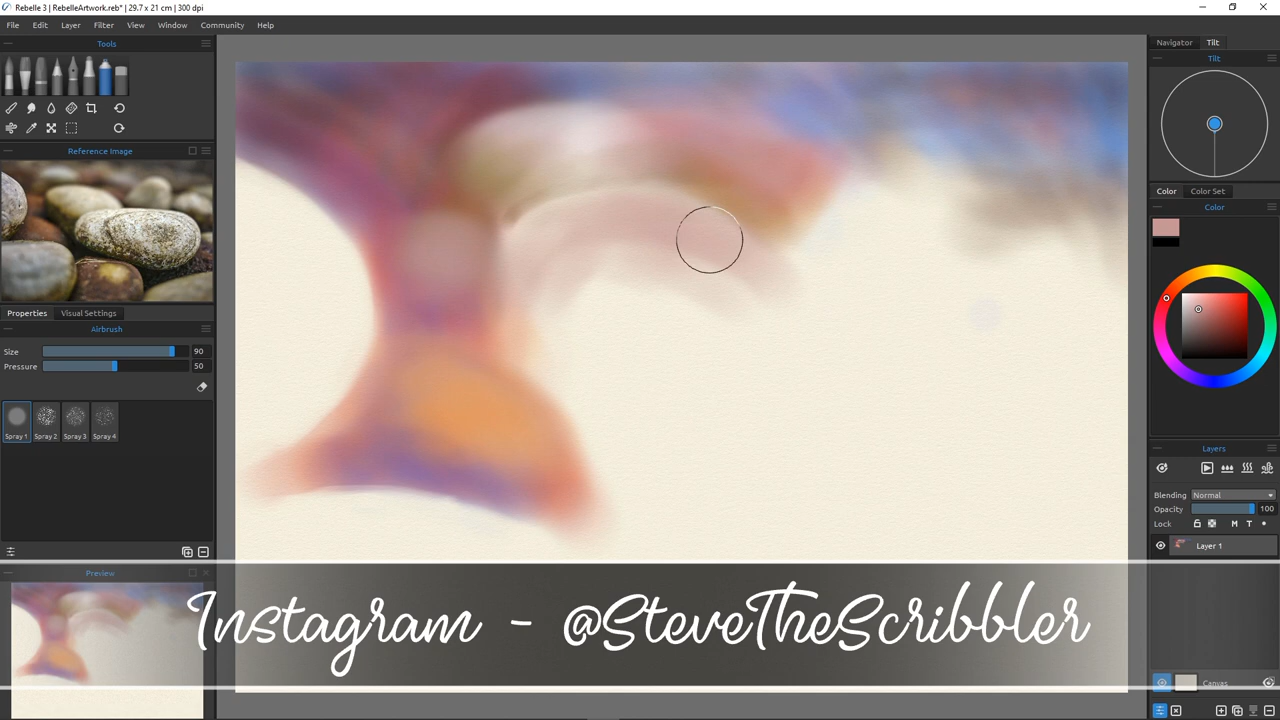 Rebelle 3 | RebelleArtwork.reb* | 29.7 x 21 cm | 300 dpi
File Edit Layer Filter View Window Community Help
Tools
Reference Image
Properties Visual Settings
Airbrush
Size 90
Pressure 50
Spray 1 Spray 2 Spray 3 Spray 4
Preview
Navigator Tilt
Tilt
Color Color Set
Color
Layers
Blending Normal
Opacity 100
Lock M T
Layer 1
Canvas
Instagram - @SteveTheScribbler